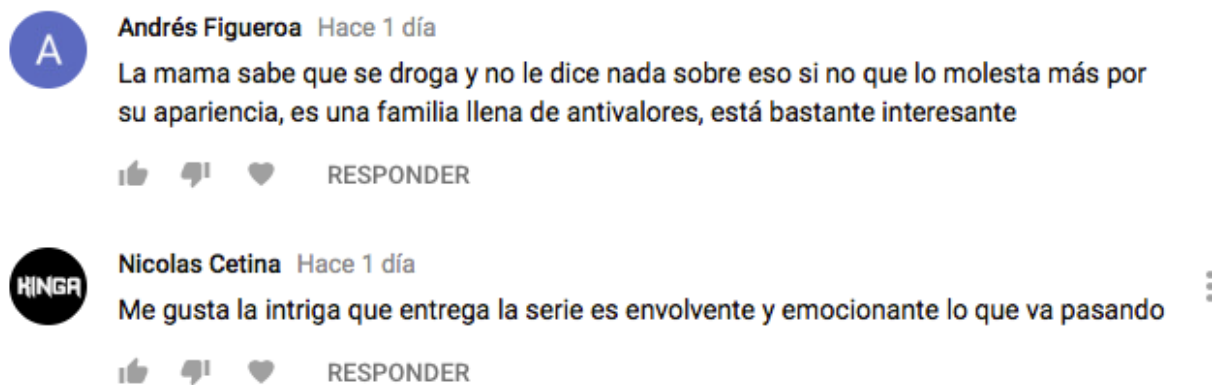 A
Andrés Figueroa Hace 1 día
La mama sabe que se droga y no le dice nada sobre eso si no que lo molesta más por
su apariencia, es una familia llena de antivalores, está bastante interesante
RESPONDER
KINGA
Nicolas Cetina Hace 1 día
Me gusta la intriga que entrega la serie es envolvente y emocionante lo que va pasando
RESPONDER